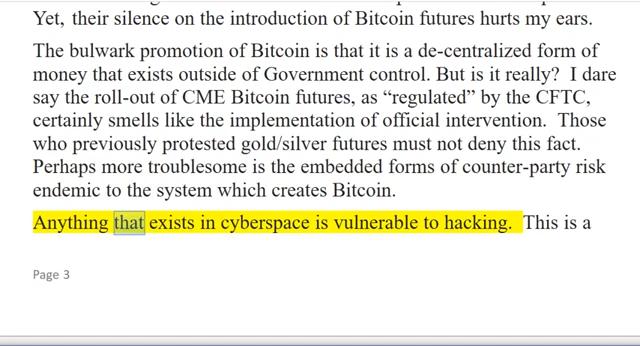 Yet, their silence on the introduction of Bitcoin futures hurts my ears.
The bulwark promotion of Bitcoin is that it is a de-centralized form of
money that exists outside of Government control. But is it really?  I dare
say the roll-out of CME Bitcoin futures, as “regulated” by the CFTC,
certainly smells like the implementation of official intervention.  Those
who previously protested gold/silver futures must not deny this fact.
Perhaps more troublesome is the embedded forms of counter-party risk
endemic to the system which creates Bitcoin.
Anything that exists in cyberspace is vulnerable to hacking.  This is a
Page 3